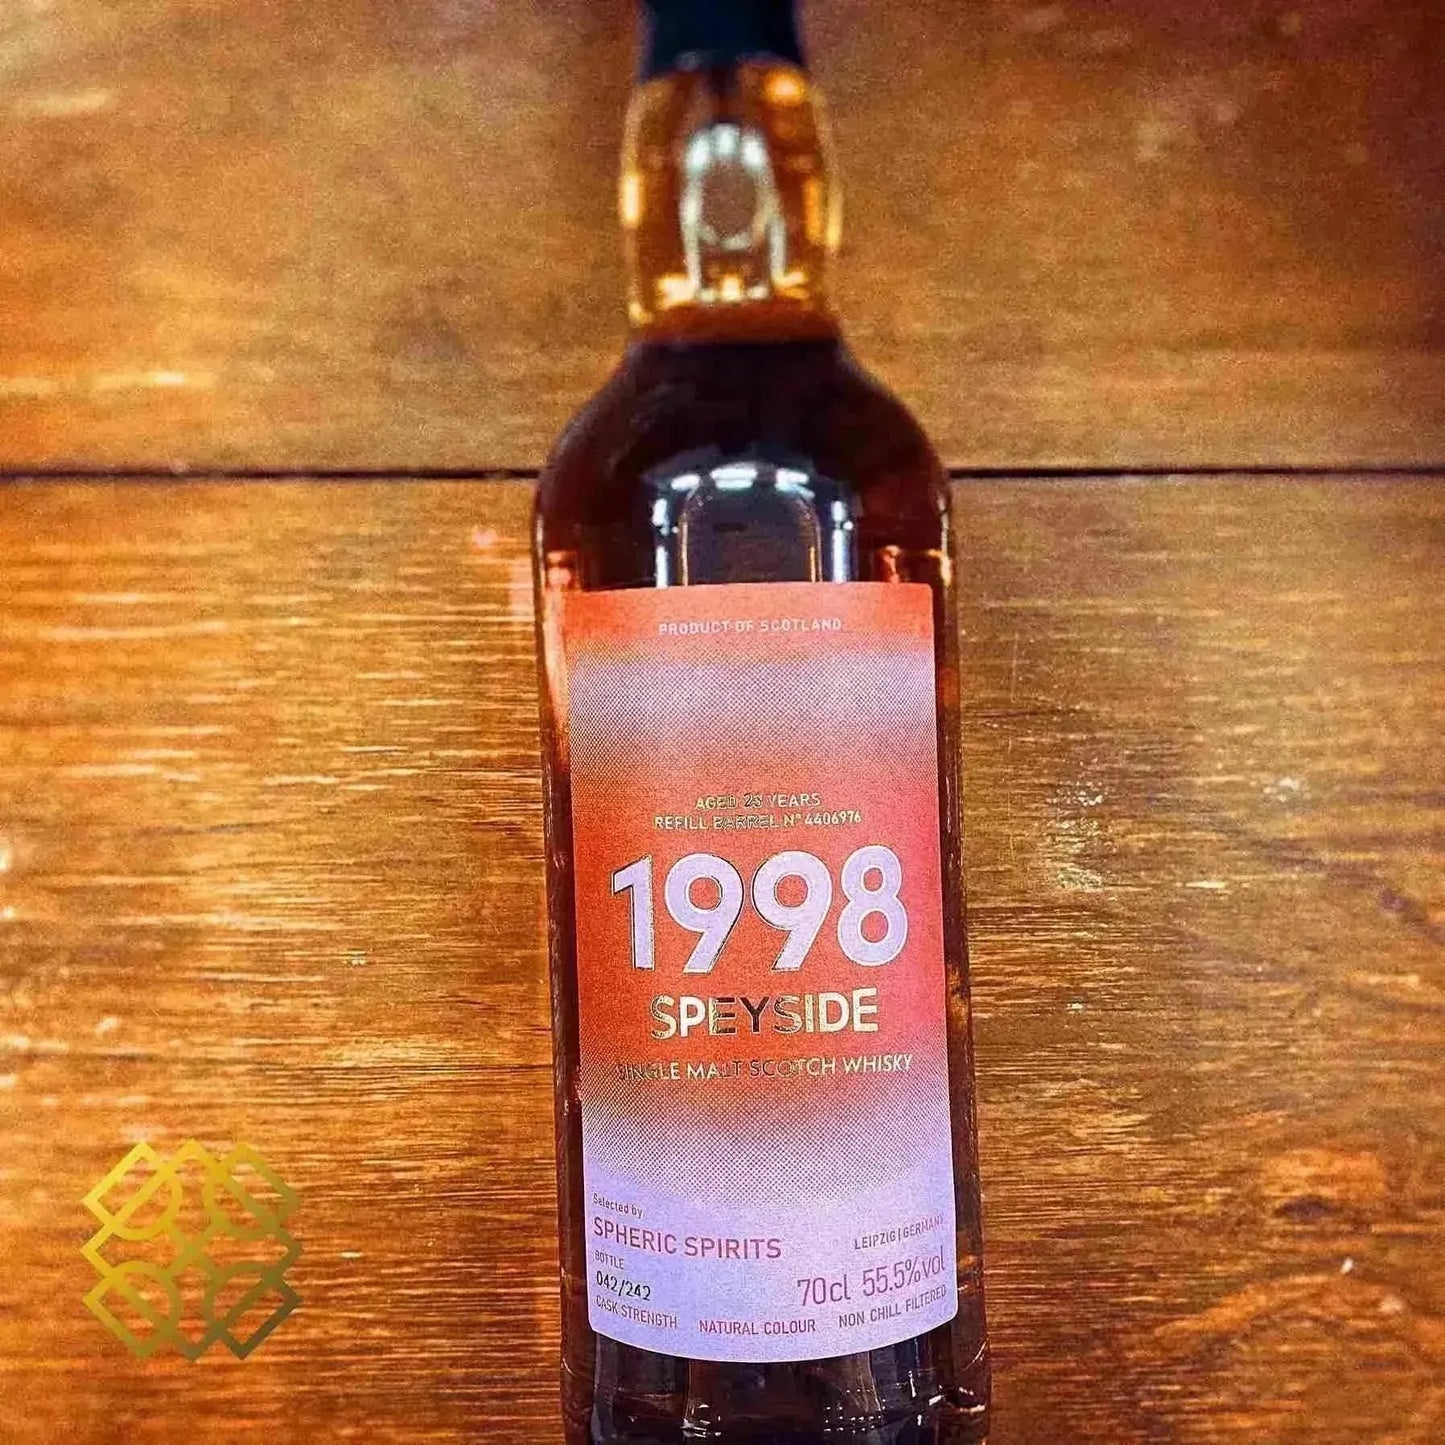 PRODUCT OF SCOTLAND
AGED 23 YEARS
REFILL BARREL N° 4406976
1998
SPEYSIDE
SINGLE MALT SCOTCH WHISKY
Selected by
SPHERIC SPIRITS
LEIPZIG | GERMANY
BOTTLE
042/242
70cl 55.5%vol
CASK STRENGTH NATURAL COLOUR NON CHILL FILTERED